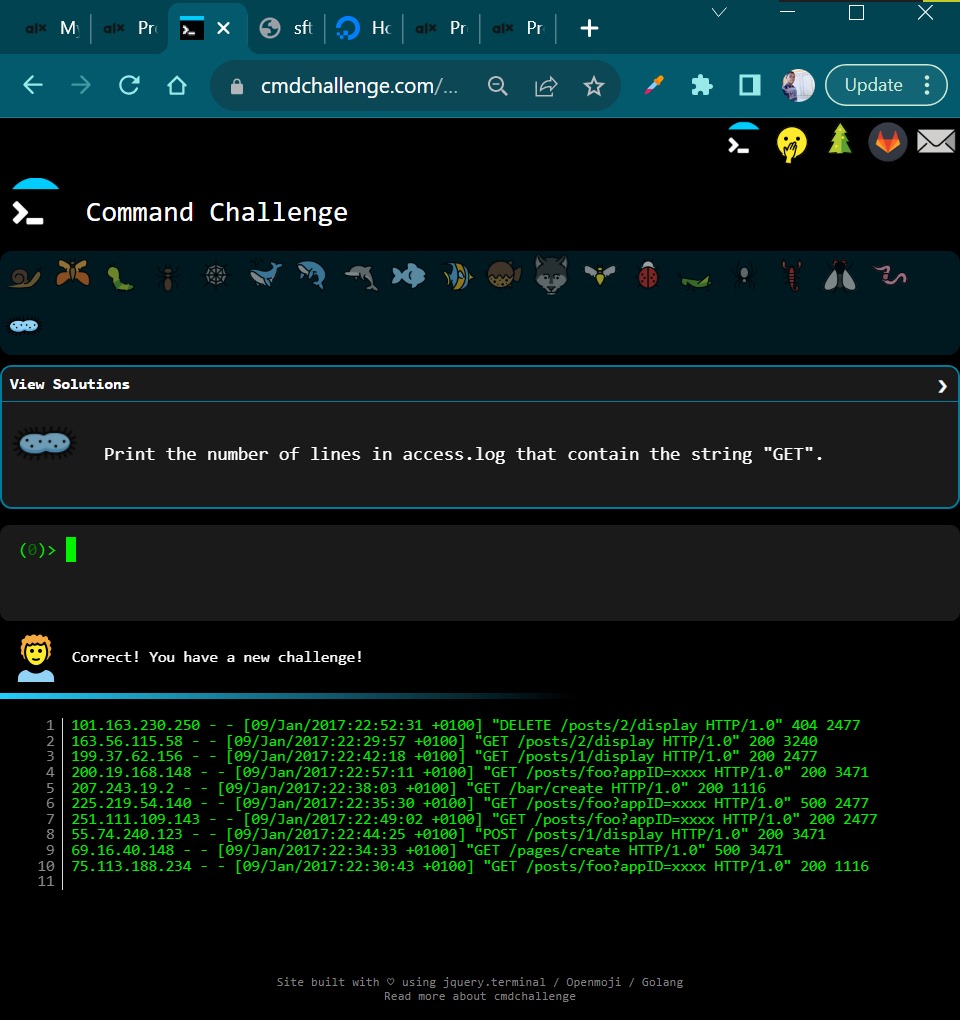 My
Pr
sft
Ho
Pr
Pr
cmdchallenge.com/...
Update
Command Challenge
View Solutions
Print the number of lines in access.log that contain the string "GET".
(0)>
Correct! You have a new challenge!
1 101.163.230.250 - - [09/Jan/2017:22:52:31 +0100] "DELETE /posts/2/display HTTP/1.0" 404 2477
2 163.56.115.58 - - [09/Jan/2017:22:29:57 +0100] "GET /posts/2/display HTTP/1.0" 200 3240
3 199.37.62.156 - - [09/Jan/2017:22:42:18 +0100] "GET /posts/1/display HTTP/1.0" 200 2477
4 200.19.168.148 - - [09/Jan/2017:22:57:11 +0100] "GET /posts/foo?appID=xxxx HTTP/1.0" 200 3471
5 207.243.19.2 - - [09/Jan/2017:22:38:03 +0100] "GET /bar/create HTTP/1.0" 200 1116
6 225.219.54.140 - - [09/Jan/2017:22:35:30 +0100] "GET /posts/foo?appID=xxxx HTTP/1.0" 500 2477
7 251.111.109.143 - - [09/Jan/2017:22:49:02 +0100] "GET /posts/foo?appID=xxxx HTTP/1.0" 200 2477
8 55.74.240.123 - - [09/Jan/2017:22:44:25 +0100] "POST /posts/1/display HTTP/1.0" 200 3471
9 69.16.40.148 - - [09/Jan/2017:22:34:33 +0100] "GET /pages/create HTTP/1.0" 500 3471
10 75.113.188.234 - - [09/Jan/2017:22:30:43 +0100] "GET /posts/foo?appID=xxxx HTTP/1.0" 200 1116
11
Site built with ♡ using jquery.terminal / Openmoji / Golang
Read more about cmdchallenge